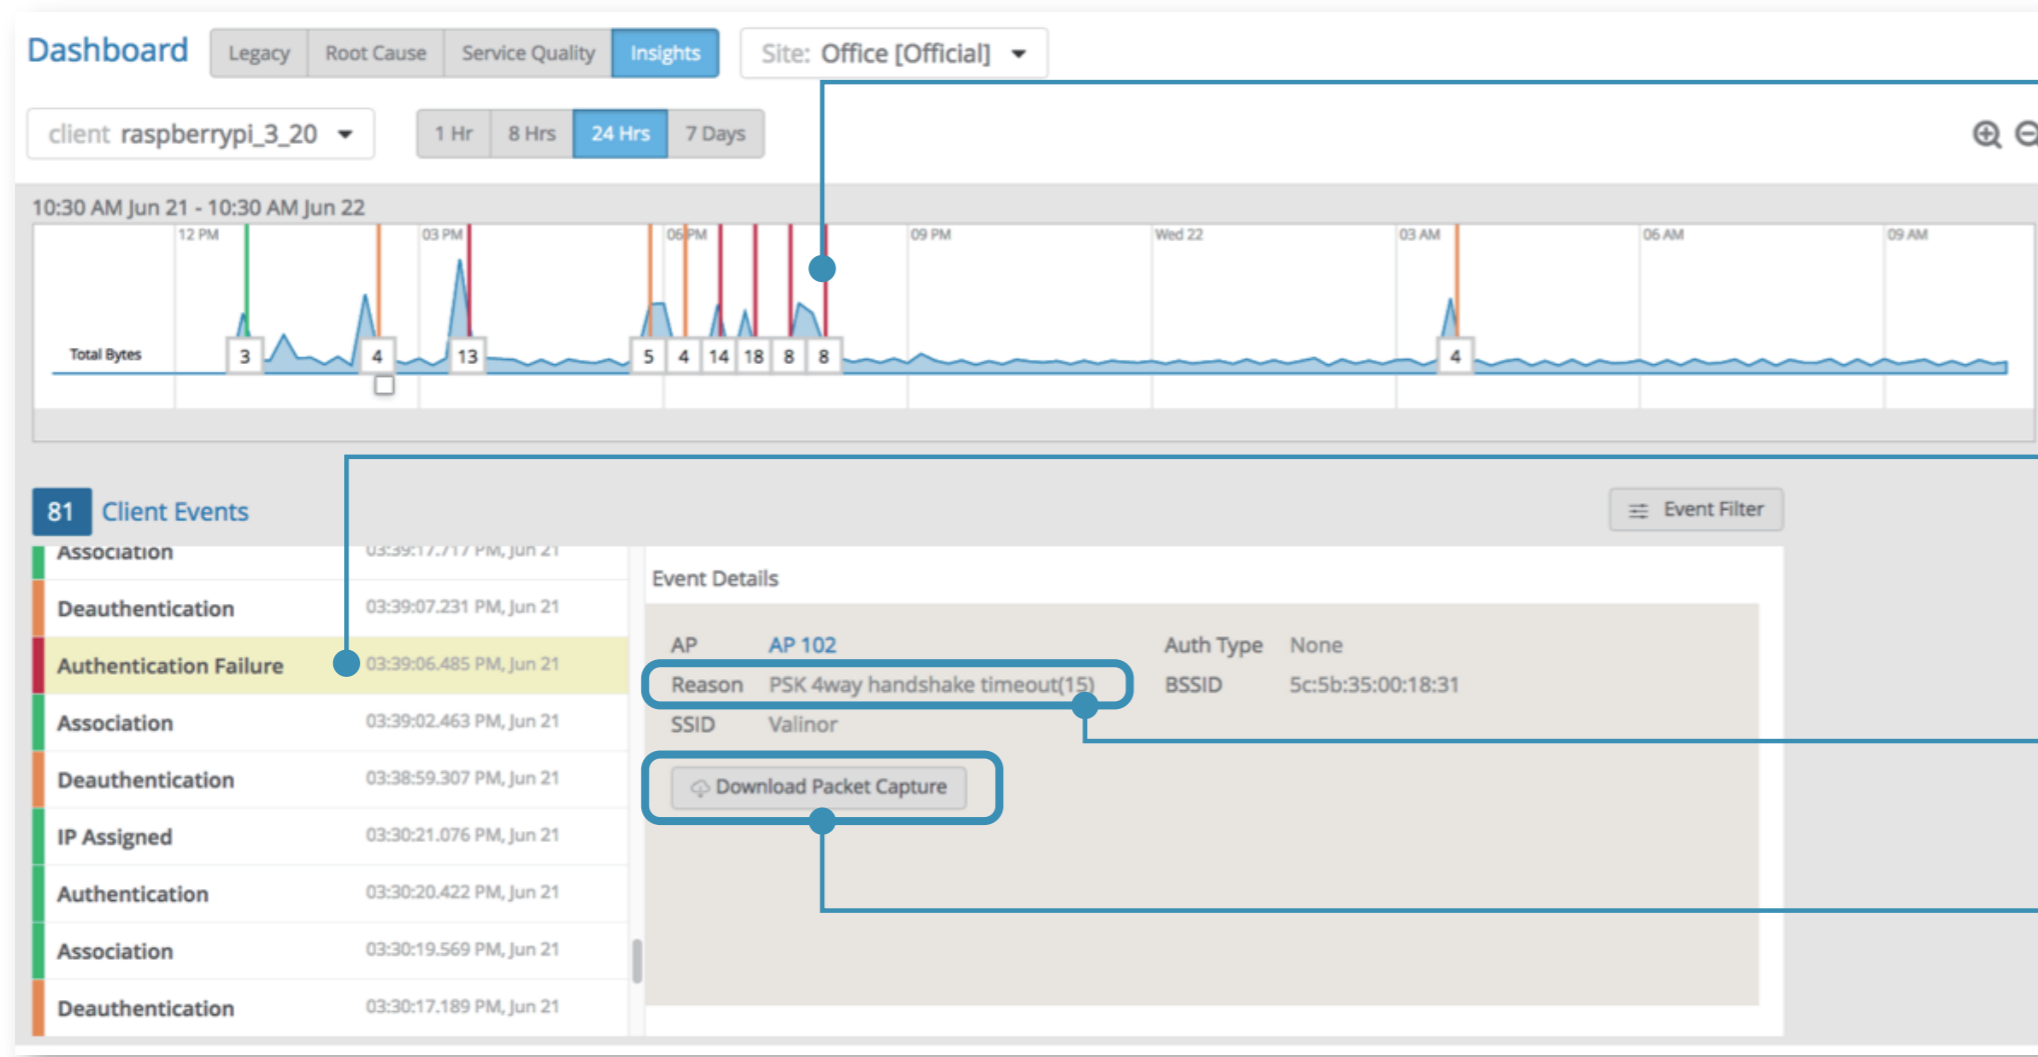 Dashboard Legacy Root Cause Service Quality Insights Site: Office [Official]
client raspberrypi_3_20 1 Hr 8 Hrs 24 Hrs 7 Days
10:30 AM Jun 21 - 10:30 AM Jun 22
12 PM 03 PM 06 PM 09 PM Wed 22 03 AM 06 AM 09 AM
Total Bytes 3 4 13 5 4 14 18 8 8 4
81 Client Events Event Filter
Association 03:39:17.717 PM, Jun 21
Deauthentication 03:39:07.231 PM, Jun 21
Authentication Failure 03:39:06.485 PM, Jun 21
Association 03:39:02.463 PM, Jun 21
Deauthentication 03:38:59.307 PM, Jun 21
IP Assigned 03:30:21.076 PM, Jun 21
Authentication 03:30:20.422 PM, Jun 21
Association 03:30:19.569 PM, Jun 21
Deauthentication 03:30:17.189 PM, Jun 21
Event Details
AP AP 102 Auth Type None
Reason PSK 4way handshake timeout(15) BSSID 5c:5b:35:00:18:31
SSID Valinor
Download Packet Capture